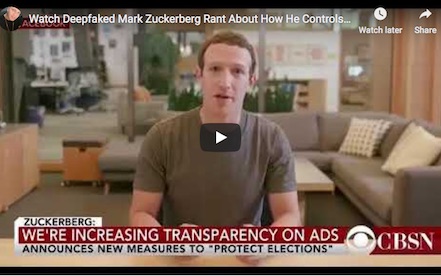 Watch Deepfaked Mark Zuckerberg Rant About How He Controls...
Watch later
Share
FACEBOOK
ZUCKERBERG:
WE'RE INCREASING TRANSPARENCY ON ADS
ANNOUNCES NEW MEASURES TO "PROTECT ELECTIONS"
CBSN